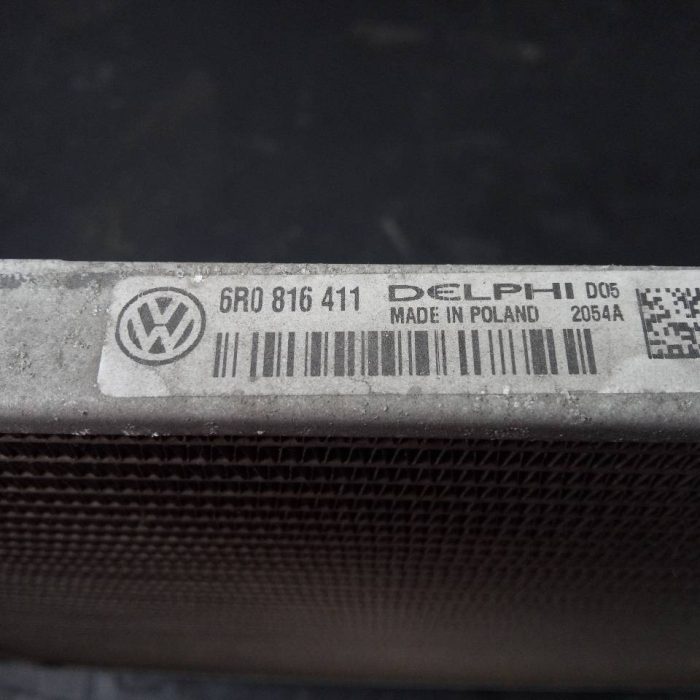 6R0 816 411 DELPHI D05
MADE IN POLAND 2054A